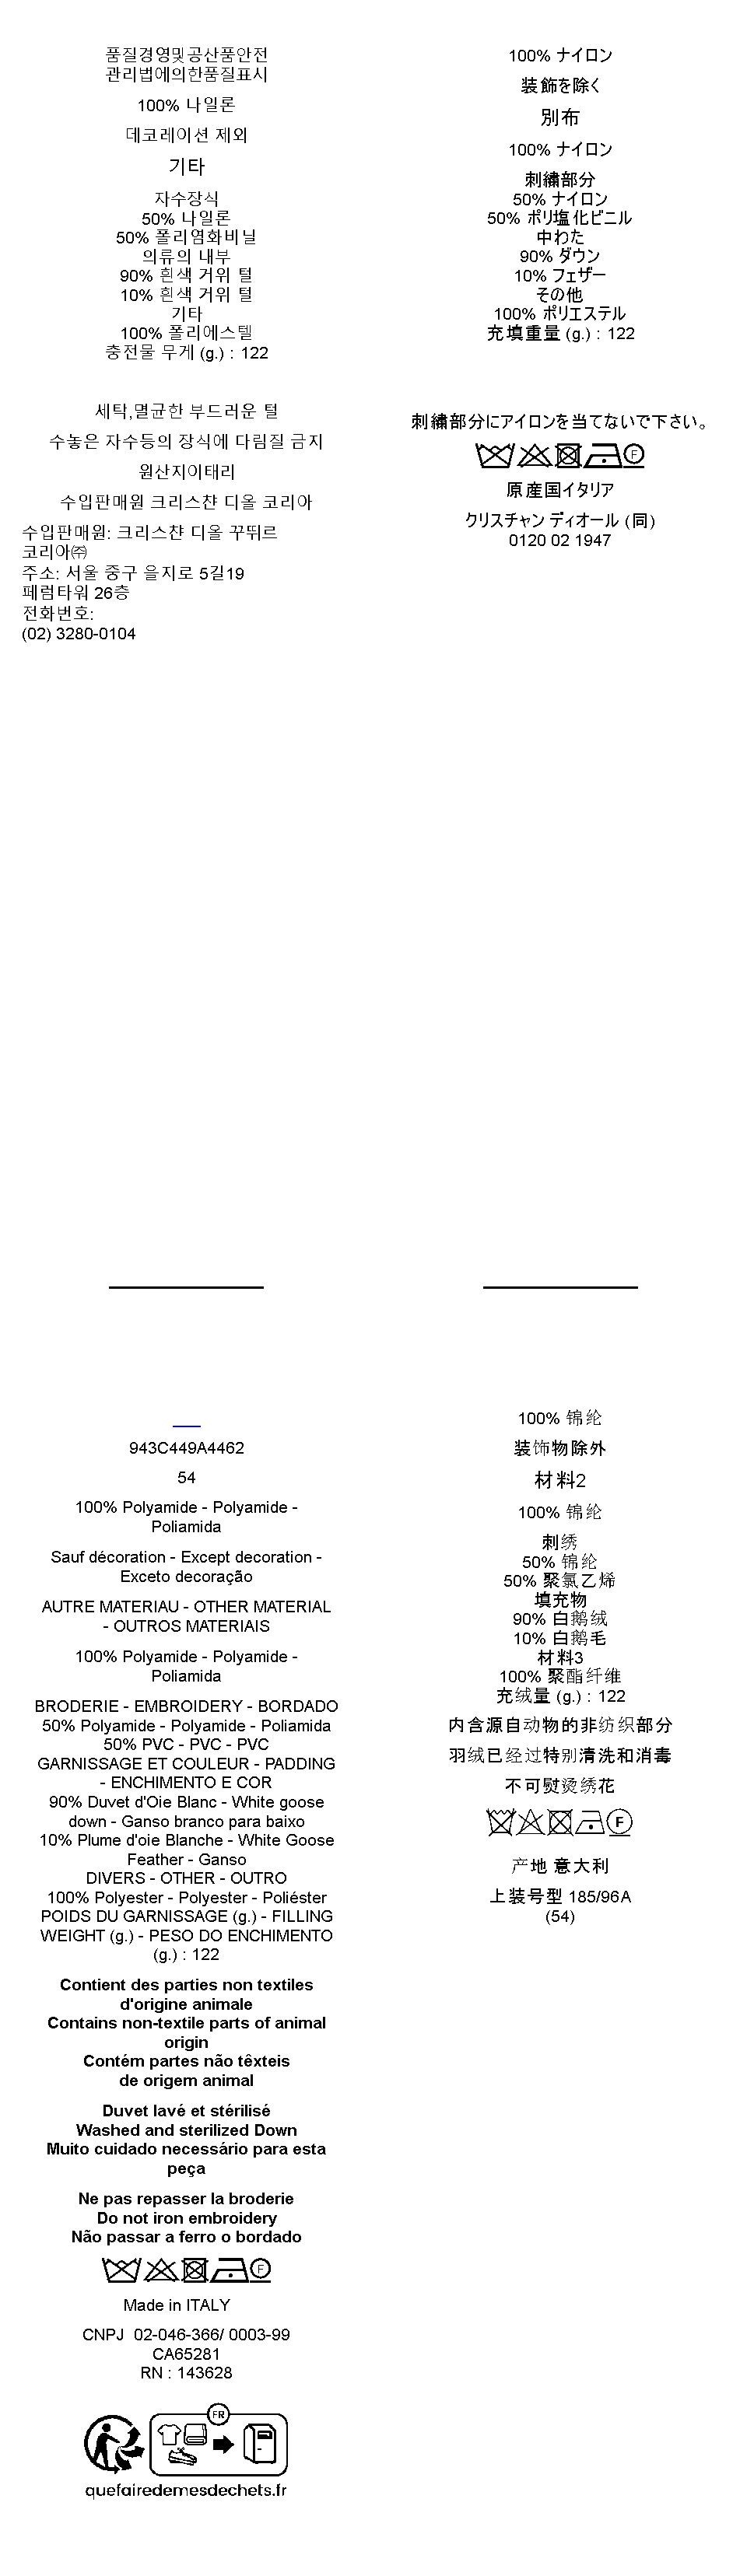 품질경영및공산품안전
관리법에의한품질표시
100% 나일론
데코레이션 제외
기타
자수장식
50% 나일론
50% 폴리염화비닐
의류의 내부
90% 흰색 거위 털
10% 흰색 거위 털
기타
100% 폴리에스텔
충전물 무게 (g.) : 122
세탁,멸균한 부드러운 털
수놓은 자수등의 장식에 다림질 금지
원산지이태리
수입판매원 크리스챤 디올 코리아
수입판매원: 크리스챤 디올 꾸뛰르
코리아㈜
주소: 서울 중구 을지로 5길19
페럼타워 26층
전화번호:
(02) 3280-0104
100% ナイロン
装飾を除く
別布
100% ナイロン
刺繍部分
50% ナイロン
50% ポリ塩化ビニル
中わた
90% ダウン
10% フェザー
その他
100% ポリエステル
充填重量 (g.) : 122
刺繍部分にアイロンを当てないで下さい。
F
原産国イタリア
クリスチャン ディオール (同)
0120 02 1947
943C449A4462
54
100% Polyamide - Polyamide -
Poliamida
Sauf décoration - Except decoration -
Exceto decoração
AUTRE MATERIAU - OTHER MATERIAL
- OUTROS MATERIAIS
100% Polyamide - Polyamide -
Poliamida
BRODERIE - EMBROIDERY - BORDADO
50% Polyamide - Polyamide - Poliamida
50% PVC - PVC - PVC
GARNISSAGE ET COULEUR - PADDING
- ENCHIMENTO E COR
90% Duvet d'Oie Blanc - White goose
down - Ganso branco para baixo
10% Plume d'oie Blanche - White Goose
Feather - Ganso
DIVERS - OTHER - OUTRO
100% Polyester - Polyester - Poliéster
POIDS DU GARNISSAGE (g.) - FILLING
WEIGHT (g.) - PESO DO ENCHIMENTO
(g.) : 122
Contient des parties non textiles
d'origine animale
Contains non-textile parts of animal
origin
Contém partes não têxteis
de origem animal
Duvet lavé et stérilisé
Washed and sterilized Down
Muito cuidado necessário para esta
peça
Ne pas repasser la broderie
Do not iron embroidery
Não passar a ferro o bordado
F
Made in ITALY
CNPJ 02-046-366/ 0003-99
CA65281
RN : 143628
FR
quefairedemesdechets.fr
100% 锦纶
装饰物除外
材料2
100% 锦纶
刺绣
50% 锦纶
50% 聚氯乙烯
填充物
90% 白鹅绒
10% 白鹅毛
材料3
100% 聚酯纤维
充绒量 (g.) : 122
内含源自动物的非纺织部分
羽绒已经过特别清洗和消毒
不可熨烫绣花
F
产地 意大利
上装号型 185/96A
(54)